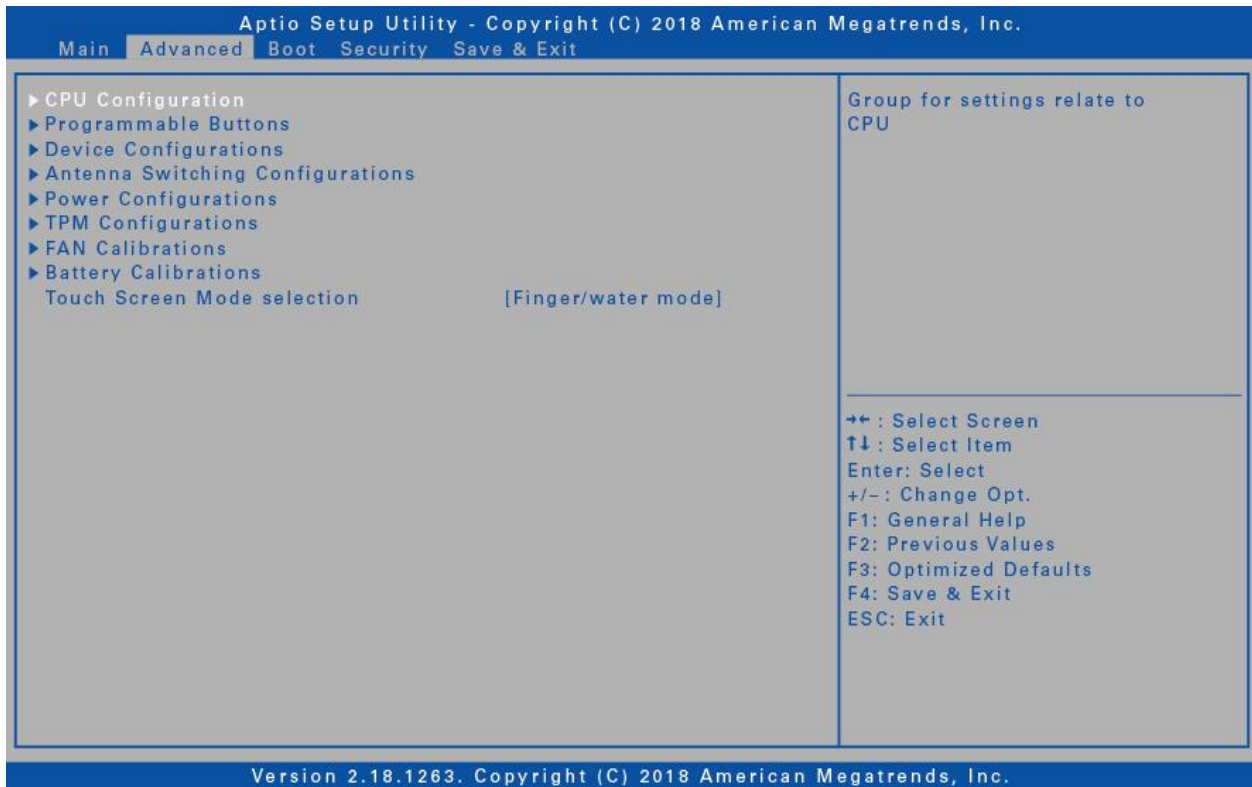 Aptio Setup Utility - Copyright (C) 2018 American Megatrends, Inc.
Main Advanced Boot Security Save & Exit
▶ CPU Configuration
▶ Programmable Buttons
▶ Device Configurations
▶ Antenna Switching Configurations
▶ Power Configurations
▶ TPM Configurations
▶ FAN Calibrations
▶ Battery Calibrations
Touch Screen Mode selection [Finger/water mode]
Group for settings relate to
CPU
→← : Select Screen
↑↓ : Select Item
Enter: Select
+/– : Change Opt.
F1: General Help
F2: Previous Values
F3: Optimized Defaults
F4: Save & Exit
ESC: Exit
Version 2.18.1263. Copyright (C) 2018 American Megatrends, Inc.